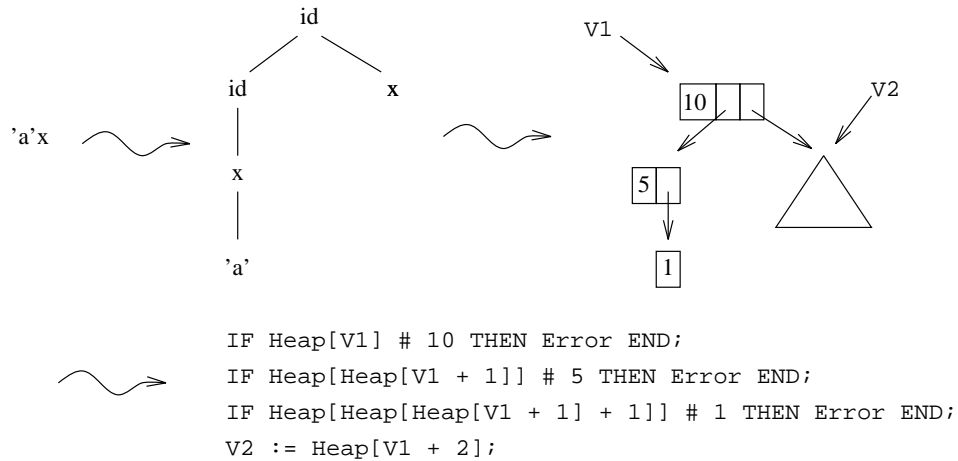 id
V1
id
x
10
V2
'a'x
x
5
'a'
1
IF Heap[V1] # 10 THEN Error END;
IF Heap[Heap[V1 + 1]] # 5 THEN Error END;
IF Heap[Heap[Heap[V1 + 1] + 1]] # 1 THEN Error END;
V2 := Heap[V1 + 2];